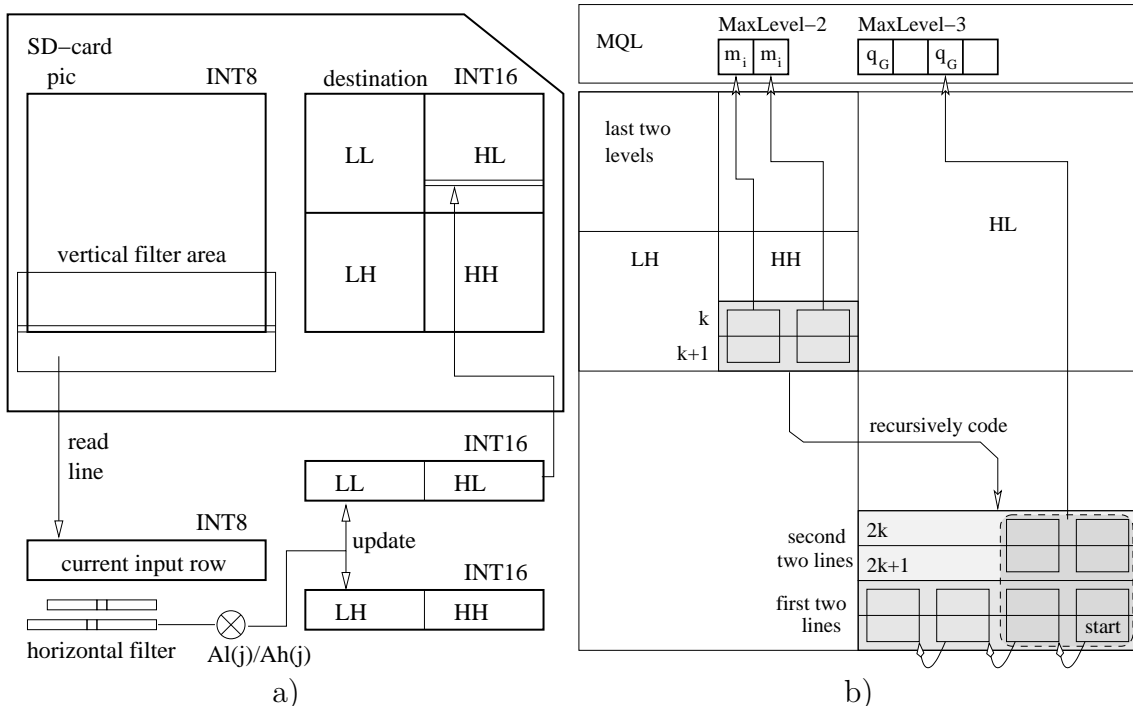 SD-card
pic
INT8
destination
INT16
LL
HL
vertical filter area
LH
HH
read
line
INT16
LL
HL
INT8
update
current input row
INT16
LH
HH
horizontal filter
Al(j)/Ah(j)
a)
MQL
MaxLevel-2
MaxLevel-3
m_i m_i
q_G q_G
last two
levels
HL
LH
HH
k
k+1
recursively code
second
two lines
2k
2k+1
first two
lines
start
b)